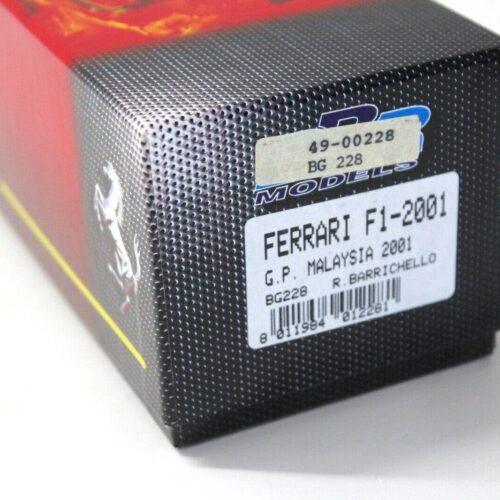 49-00228
BG 228
MODELS
FERRARI F1-2001
G.P. MALAYSIA 2001
BG228 R.BARRICHELLO
8 011984 012281